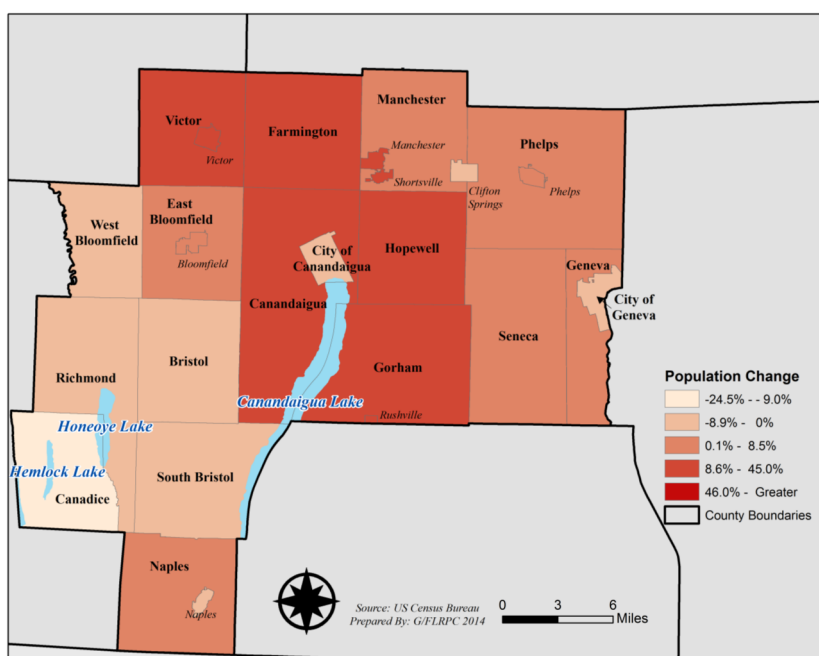 Manchester
Victor
Farmington
Manchester
Phelps
Victor
Shortsville
Clifton
Springs
Phelps
East
Bloomfield
West
Bloomfield
Bloomfield
City of
Canandaigua
Hopewell
Geneva
City of
Geneva
Canandaigua
Seneca
Bristol
Gorham
Richmond
Canandaigua Lake
Rushville
Honeoye Lake
Hemlock Lake
South Bristol
Canadice
Naples
Naples
Population Change
-24.5% - - 9.0%
-8.9% - 0%
0.1% - 8.5%
8.6% - 45.0%
46.0% - Greater
County Boundaries
Source: US Census Bureau
Prepared By: G/FLRPC 2014
0 3 6
Miles